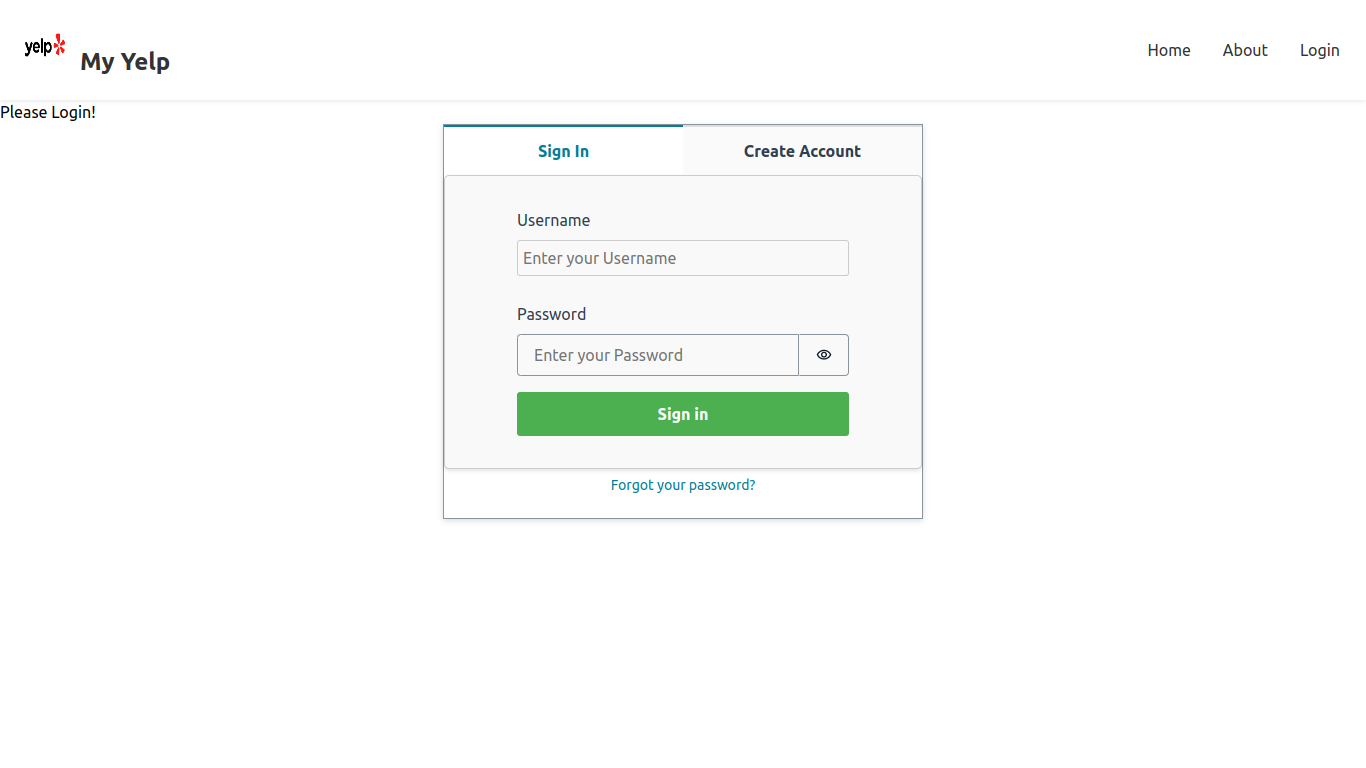 yelp
My Yelp
Home
About
Login
Please Login!
Sign In
Create Account
Username
Enter your Username
Password
Enter your Password
Sign in
Forgot your password?